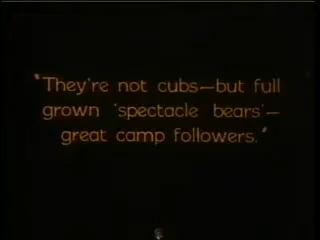 "They're not cubs—but full
grown 'spectacle bears'—
great camp followers."